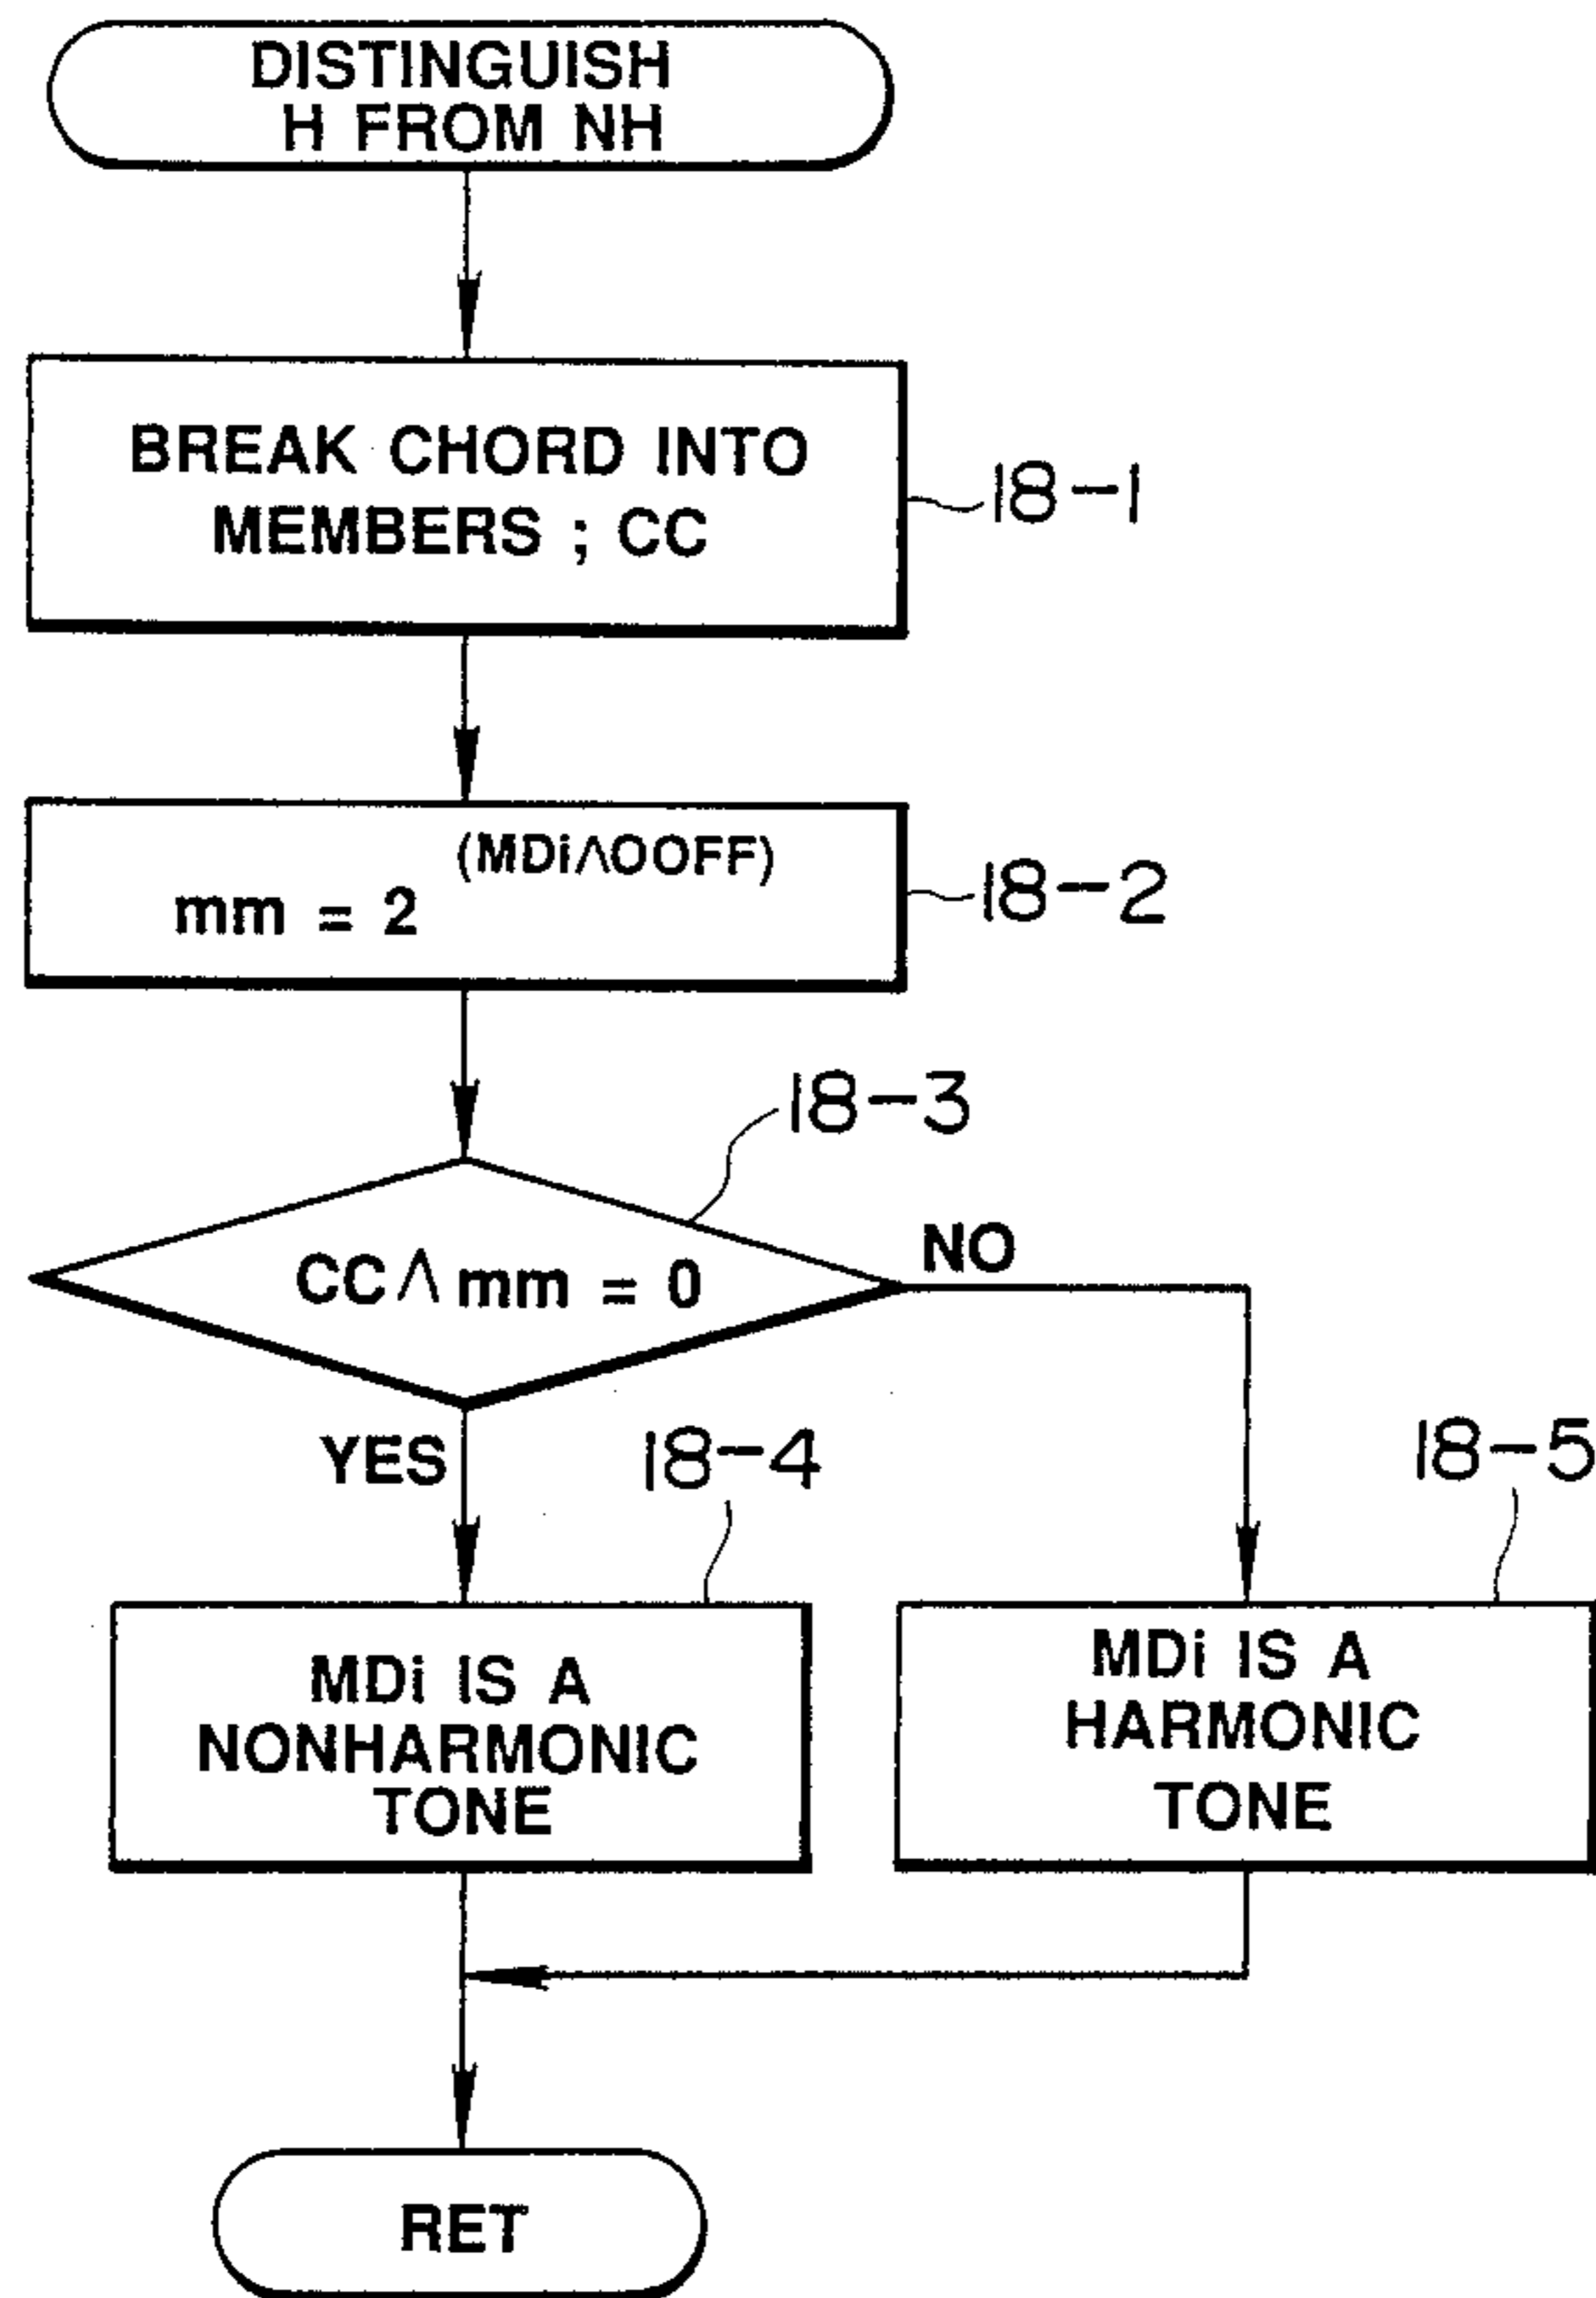 DISTINGUISH
H FROM NH
BREAK CHORD INTO
MEMBERS ; CC
18-1
(MDi∧OOFF)
mm = 2
18-2
18-3
CC∧mm = 0
NO
YES
18-4
18-5
MDi IS A
NONHARMONIC
TONE
MDi IS A
HARMONIC
TONE
RET